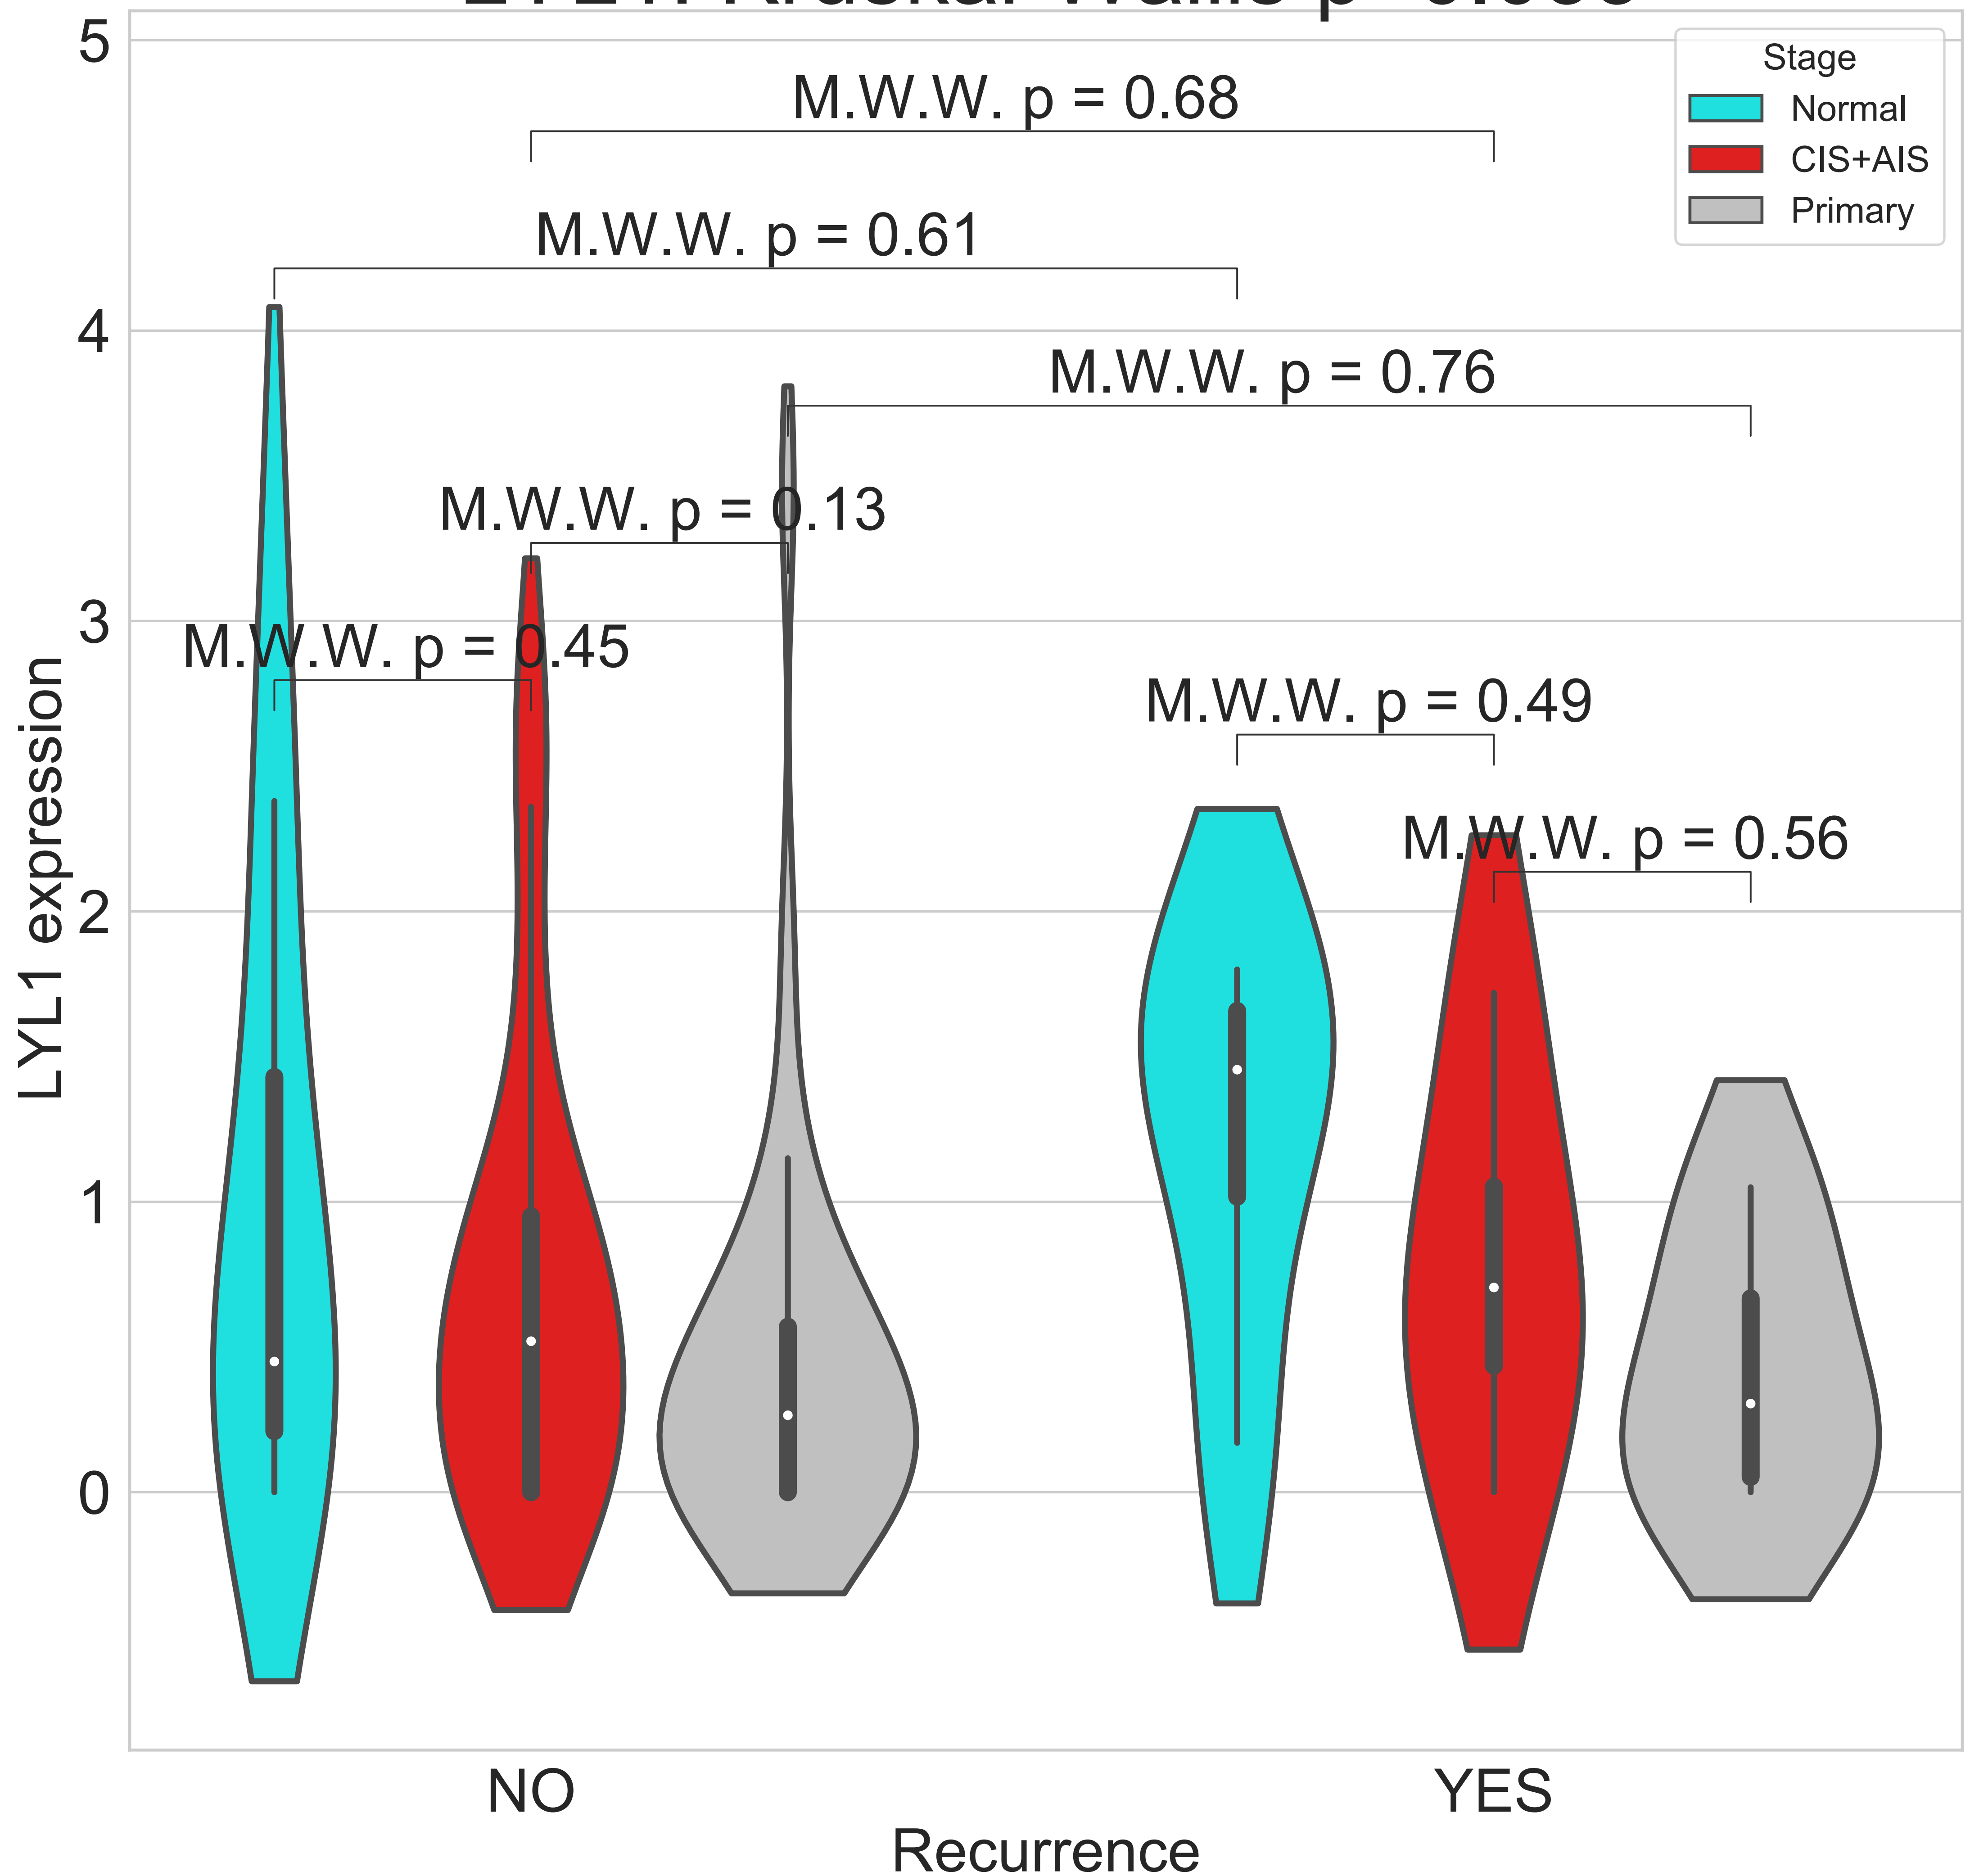 5
Stage
Normal
CIS+AIS
Primary
M.W.W. p = 0.68
M.W.W. p = 0.61
4
M.W.W. p = 0.76
M.W.W. p = 0.13
3
M.W.W. p = 0.45
M.W.W. p = 0.49
M.W.W. p = 0.56
2
LYL1 expression
1
0
NO
YES
Recurrence